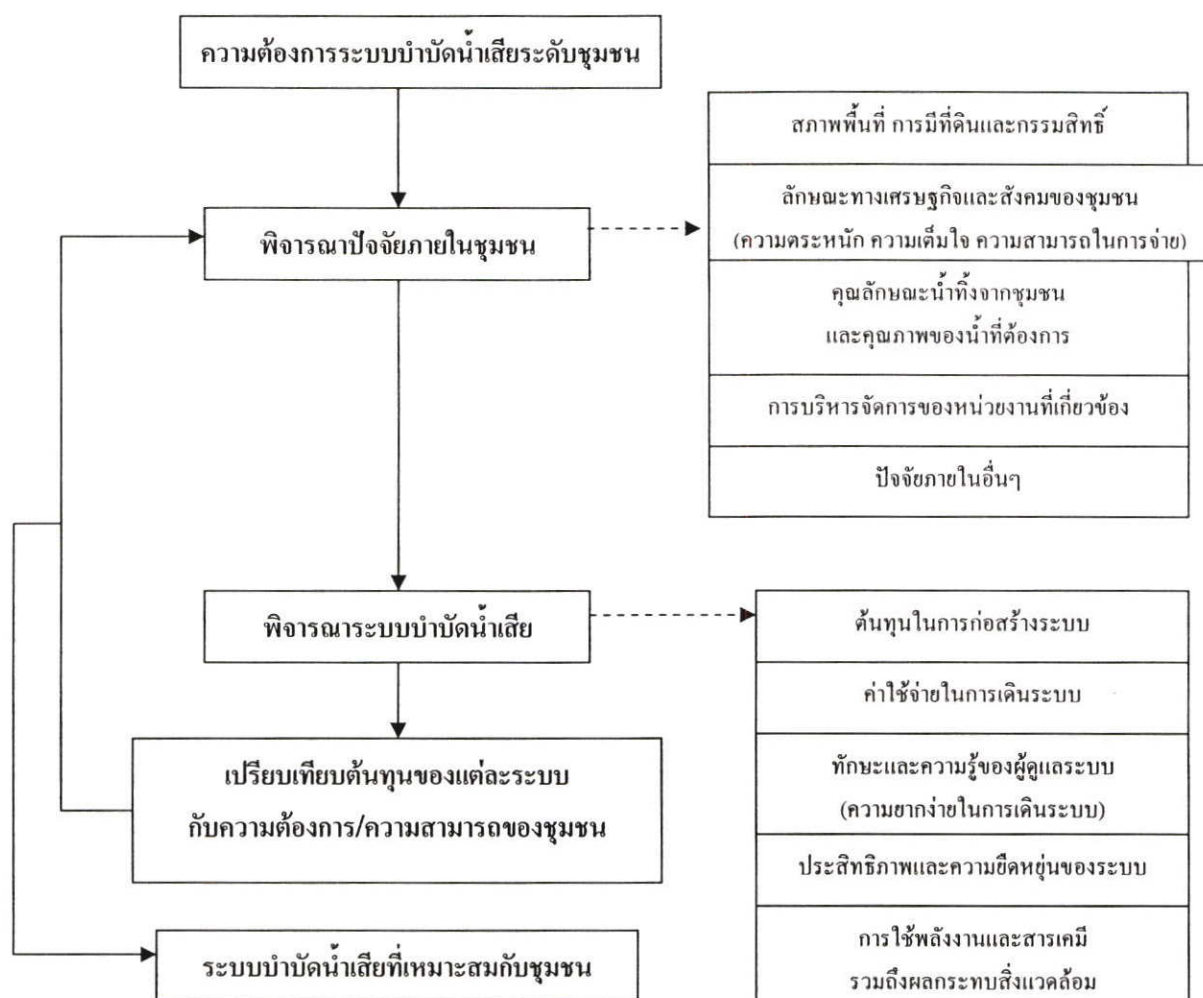 ความต้องการระบบบำบัดน้ำเสียระดับชุมชน
สภาพพื้นที่ การมีที่ดินและกรรมสิทธิ์
ลักษณะทางเศรษฐกิจและสังคมของชุมชน
(ความตระหนัก ความเต็มใจ ความสามารถในการจ่าย)
พิจารณาปัจจัยภายในชุมชน
คุณลักษณะน้ำทิ้งจากชุมชน
และคุณภาพของน้ำที่ต้องการ
การบริหารจัดการของหน่วยงานที่เกี่ยวข้อง
ปัจจัยภายในอื่นๆ
พิจารณาระบบบำบัดน้ำเสีย
ต้นทุนในการก่อสร้างระบบ
ค่าใช้จ่ายในการเดินระบบ
ทักษะและความรู้ของผู้ดูแลระบบ
(ความยากง่ายในการเดินระบบ)
ประสิทธิภาพและความยืดหยุ่นของระบบ
การใช้พลังงานและสารเคมี
รวมถึงผลกระทบสิ่งแวดล้อม
เปรียบเทียบต้นทุนของแต่ละระบบ
กับความต้องการ/ความสามารถของชุมชน
ระบบบำบัดน้ำเสียที่เหมาะสมกับชุมชน